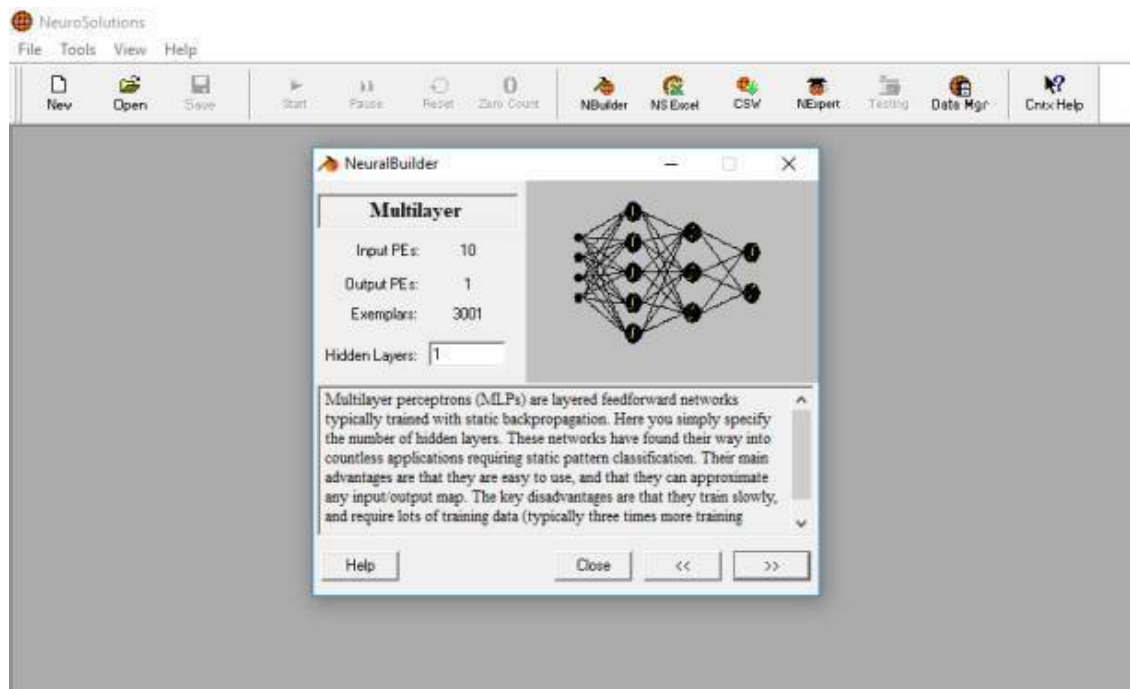 NeuroSolutions
File Tools View Help
New Open Save Start Pause Reset Zero Count NBuilder NS Excel CSW NExpert Testing Data Mgr Cntx Help
NeuralBuilder
Multilayer
Input PEs: 10
Output PEs: 1
Exemplars: 3001
Hidden Layers: 1
Multilayer perceptrons (MLPs) are layered feedforward networks
typically trained with static backpropagation. Here you simply specify
the number of hidden layers. These networks have found their way into
countless applications requiring static pattern classification. Their main
advantages are that they are easy to use, and that they can approximate
any input/output map. The key disadvantages are that they train slowly,
and require lots of training data (typically three times more training
Help Close << >>